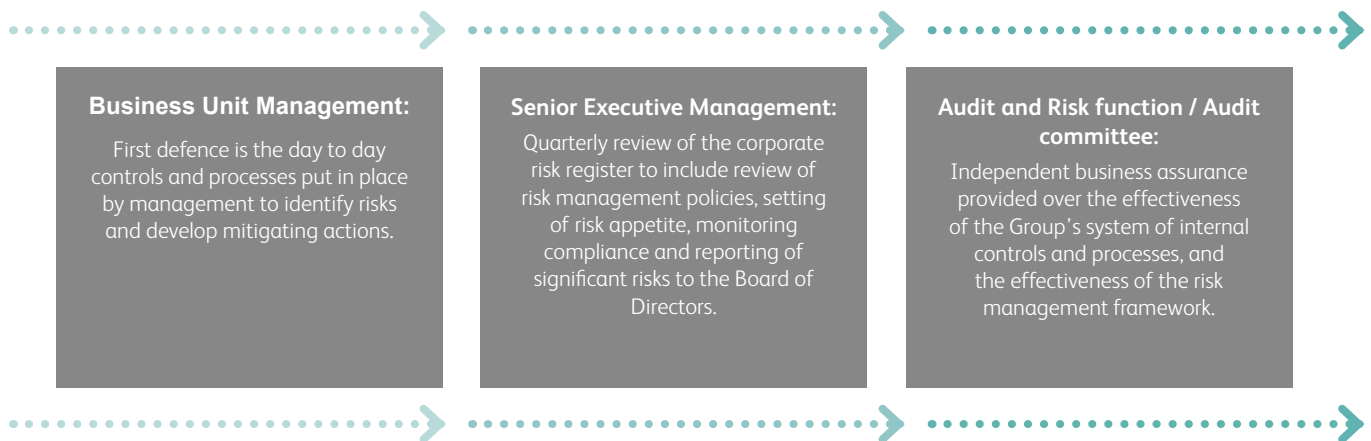 Business Unit Management:
First defence is the day to day
controls and processes put in place
by management to identify risks
and develop mitigating actions.
Senior Executive Management:
Quarterly review of the corporate
risk register to include review of
risk management policies, setting
of risk appetite, monitoring
compliance and reporting of
significant risks to the Board of
Directors.
Audit and Risk function / Audit
committee:
Independent business assurance
provided over the effectiveness
of the Group's system of internal
controls and processes, and
the effectiveness of the risk
management framework.